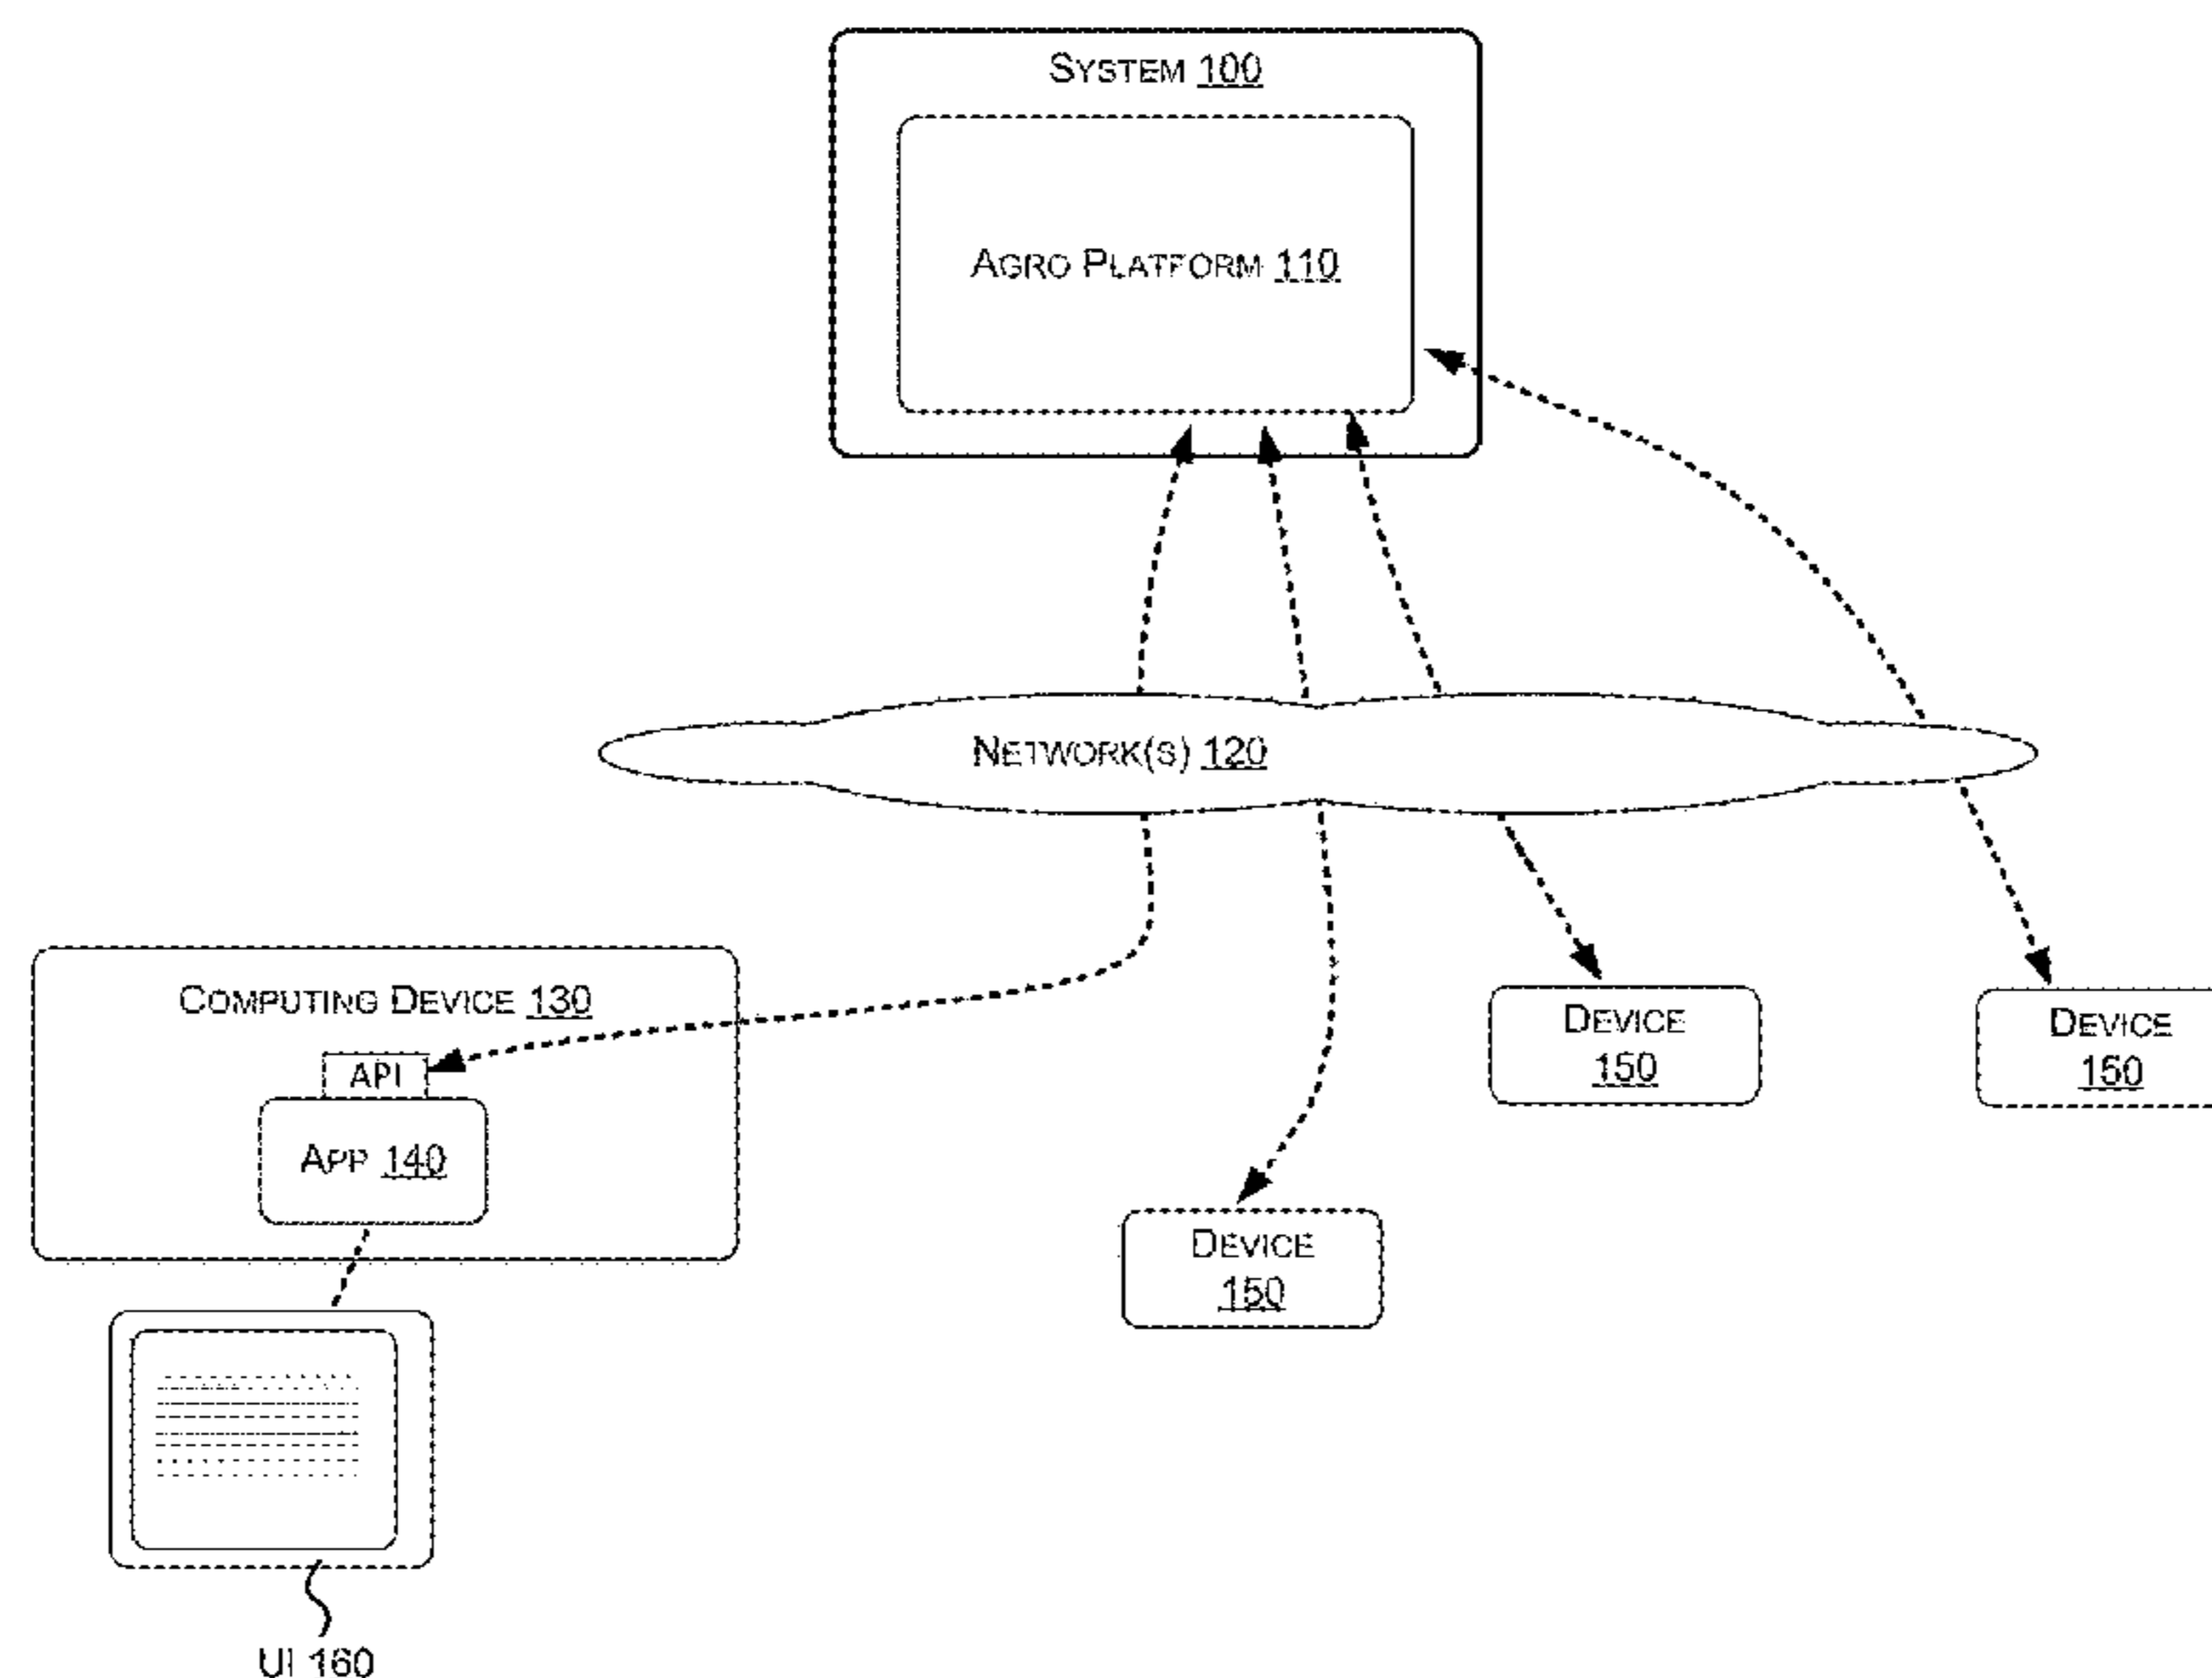 SYSTEM 100
AGRO PLATFORM 110
NETWORK(S) 120
COMPUTING DEVICE 130
API
APP 140
DEVICE
150
DEVICE
150
DEVICE
150
UI 160